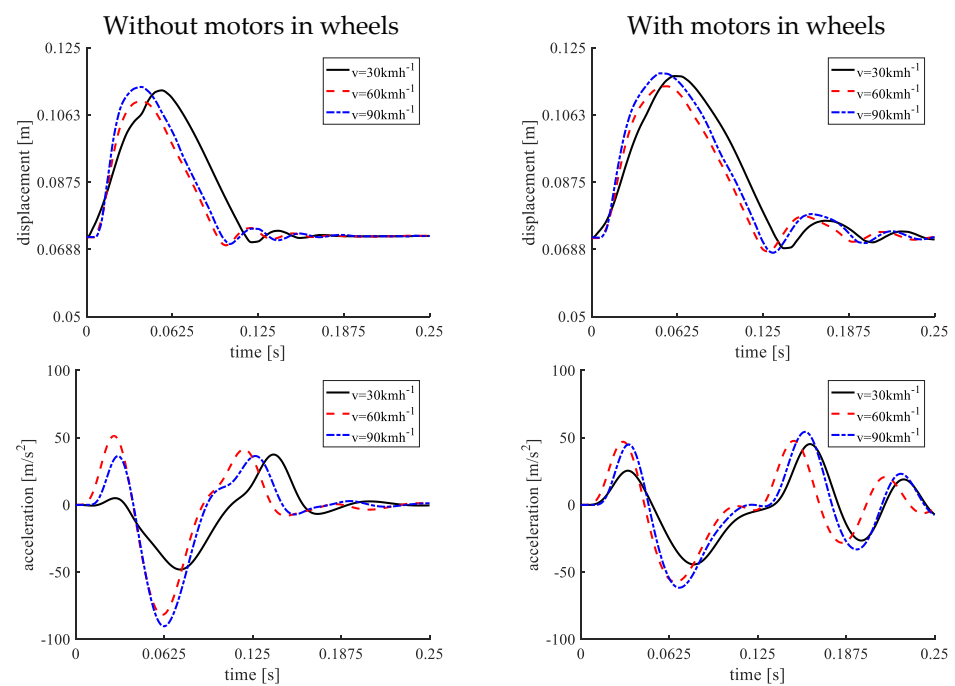 Without motors in wheels
0.125
0.1063
0.0875
0.0688
0.05
displacement [m]
0
0.0625
0.125
0.1875
0.25
time [s]
v=30kmh⁻¹
v=60kmh⁻¹
v=90kmh⁻¹
With motors in wheels
0.125
0.1063
0.0875
0.0688
0.05
displacement [m]
0
0.0625
0.125
0.1875
0.25
time [s]
v=30kmh⁻¹
v=60kmh⁻¹
v=90kmh⁻¹
100
50
0
-50
-100
acceleration [m/s²]
0
0.0625
0.125
0.1875
0.25
time [s]
v=30kmh⁻¹
v=60kmh⁻¹
v=90kmh⁻¹
100
50
0
-50
-100
acceleration [m/s²]
0
0.0625
0.125
0.1875
0.25
time [s]
v=30kmh⁻¹
v=60kmh⁻¹
v=90kmh⁻¹